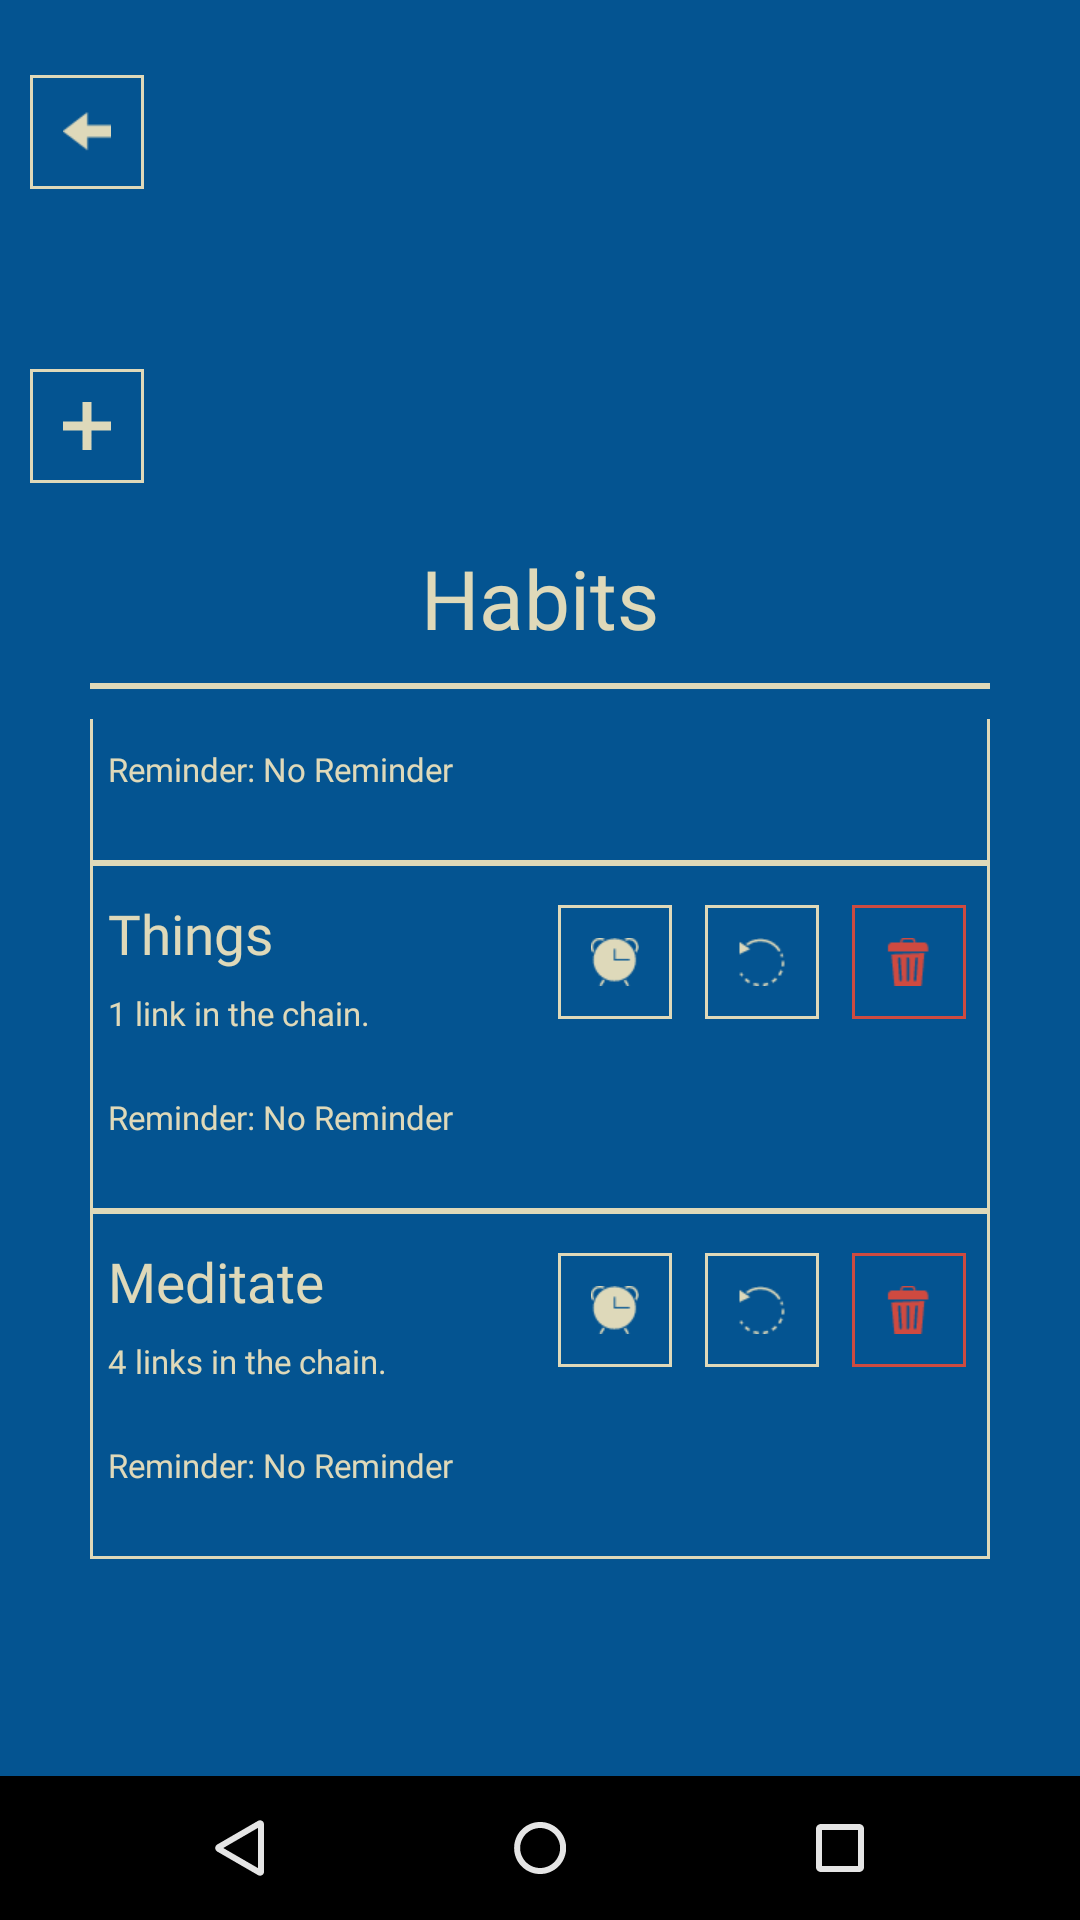 Habits
Reminder: No Reminder
Things
1 link in the chain.
Reminder: No Reminder
Meditate
4 links in the chain.
Reminder: No Reminder